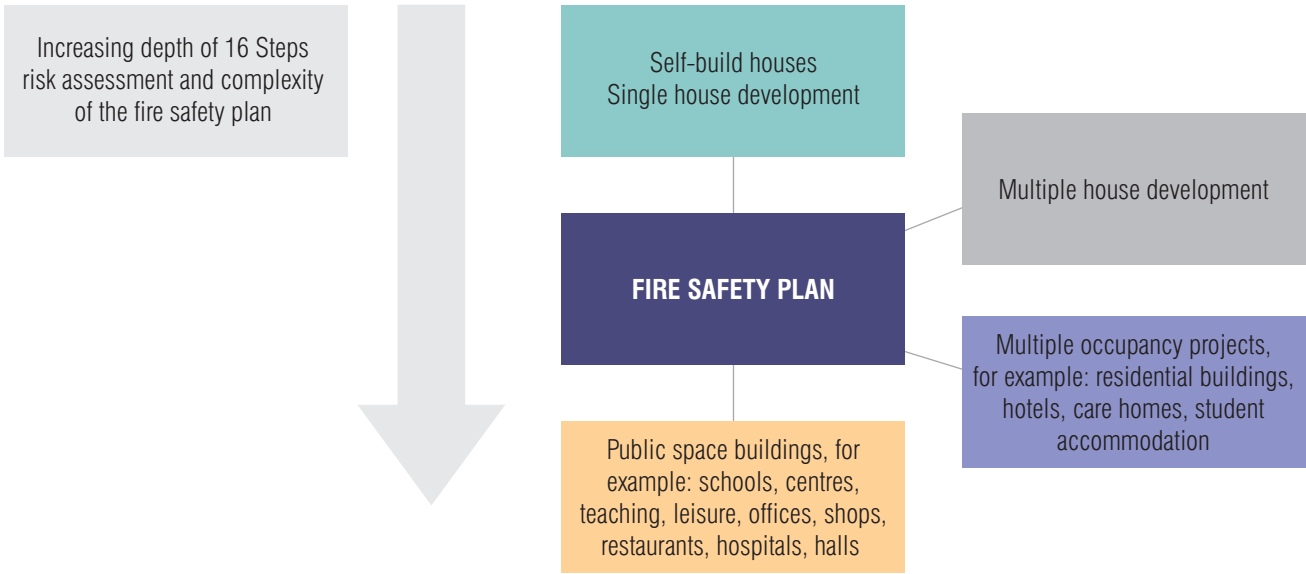 Increasing depth of 16 Steps
risk assessment and complexity
of the fire safety plan
Self-build houses
Single house development
Multiple house development
FIRE SAFETY PLAN
Multiple occupancy projects,
for example: residential buildings,
hotels, care homes, student
accommodation
Public space buildings, for
example: schools, centres,
teaching, leisure, offices, shops,
restaurants, hospitals, halls